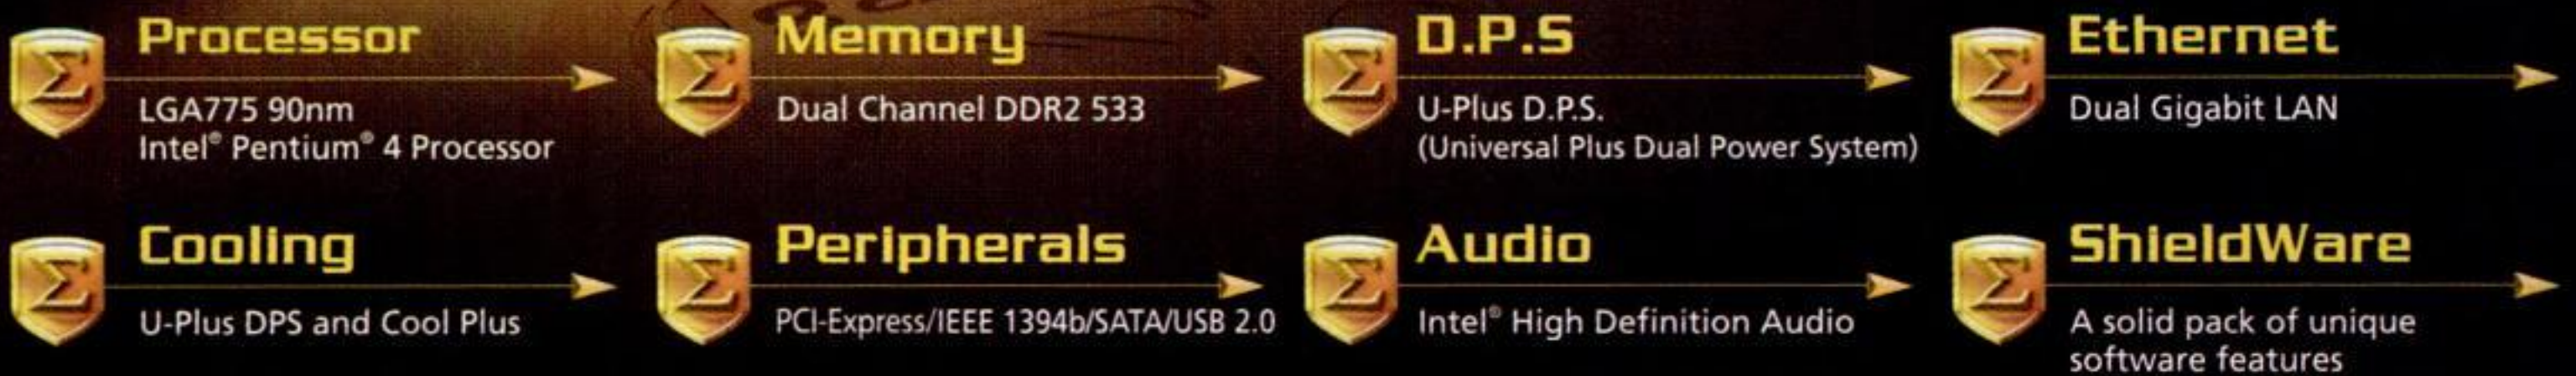 Processor
LGA775 90nm
Intel® Pentium® 4 Processor
Memory
Dual Channel DDR2 533
D.P.S
U-Plus D.P.S.
(Universal Plus Dual Power System)
Ethernet
Dual Gigabit LAN
Cooling
U-Plus DPS and Cool Plus
Peripherals
PCI-Express/IEEE 1394b/SATA/USB 2.0
Audio
Intel® High Definition Audio
ShieldWare
A solid pack of unique
software features